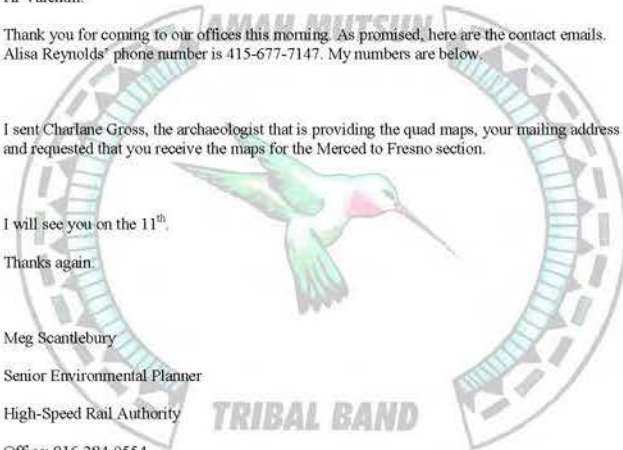 AMAH MUTSUN
Thank you for coming to our offices this morning. As promised, here are the contact emails.
Alisa Reynolds' phone number is 415-677-7147. My numbers are below.
I sent Charlane Gross, the archaeologist that is providing the quad maps, your mailing address
and requested that you receive the maps for the Merced to Fresno section.
I will see you on the 11th.
Thanks again.
Meg Scantlebury
Senior Environmental Planner
High-Speed Rail Authority
TRIBAL BAND